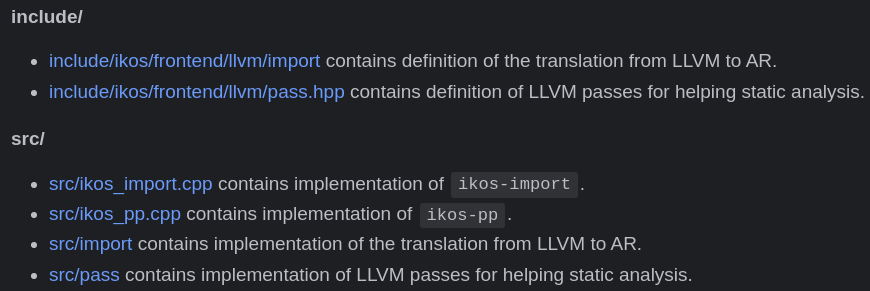 include/
include/ikos/frontend/llvm/import contains definition of the translation from LLVM to AR.
include/ikos/frontend/llvm/pass.hpp contains definition of LLVM passes for helping static analysis.
src/
src/ikos_import.cpp contains implementation of ikos-import.
src/ikos_pp.cpp contains implementation of ikos-pp.
src/import contains implementation of the translation from LLVM to AR.
src/pass contains implementation of LLVM passes for helping static analysis.